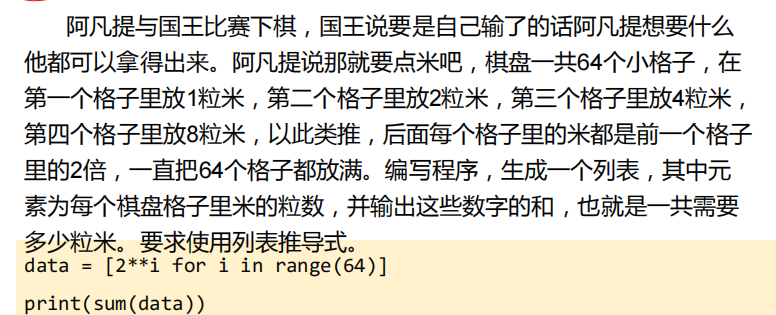 阿凡提与国王比赛下棋，国王说要是自己输了的话阿凡提想要什么
他都可以拿得出来。阿凡提说那就要点米吧，棋盘一共64个小格子，在
第一个格子里放1粒米，第二个格子里放2粒米，第三个格子里放4粒米，
第四个格子里放8粒米，以此类推，后面每个格子里的米都是前一个格子
里的2倍，一直把64个格子都放满。编写程序，生成一个列表，其中元
素为每个棋盘格子里米的粒数，并输出这些数字的和，也就是一共需要
多少粒米。要求使用列表推导式。
data = [2**i for i in range(64)]
print(sum(data))